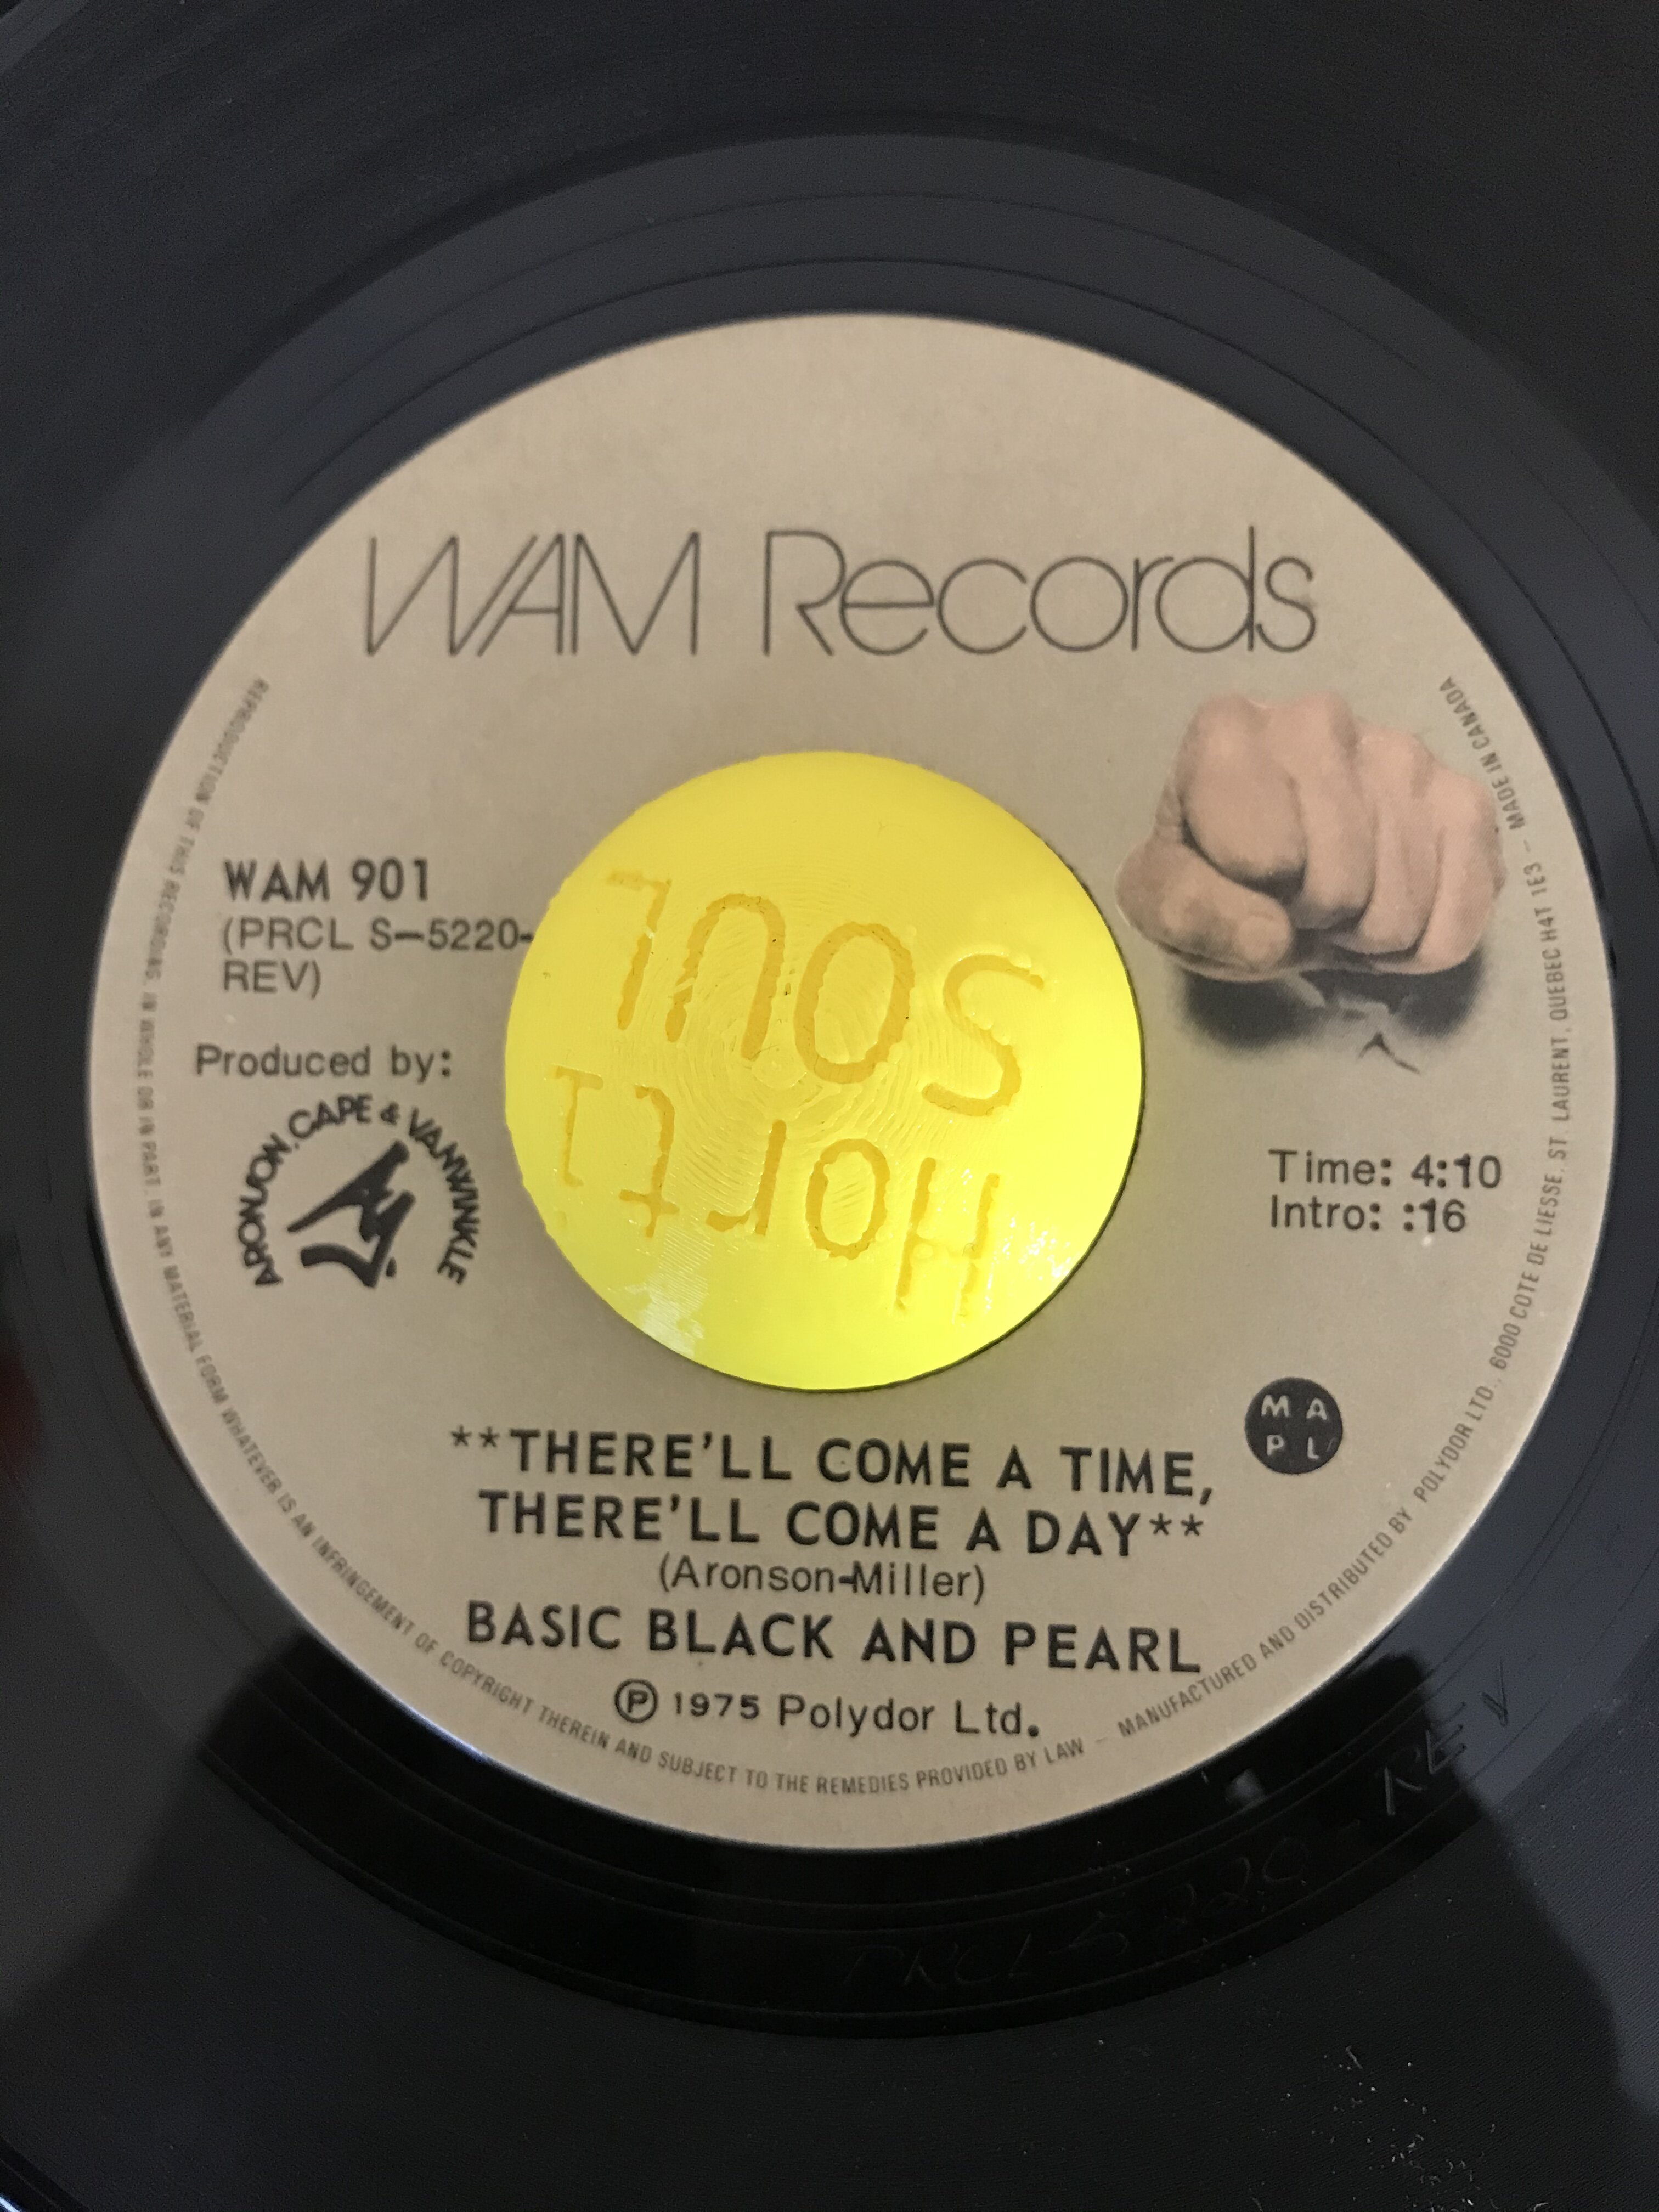 WAM Records
WAM 901
(PRCL S-5220-
REV)
Produced by:
ARONSON, CAPE & VANWINKLE
SOUL
Time: 4:10
Intro: :16
M A
P L
**THERE'LL COME A TIME,
THERE'LL COME A DAY**
(Aronson-Miller)
BASIC BLACK AND PEARL
Ⓟ 1975 Polydor Ltd.
REPRODUCTION OF THIS RECORDING, IN WHOLE OR IN PART, IN ANY MATERIAL FORM WHATEVER IS AN INFRINGEMENT OF COPYRIGHT THEREIN AND SUBJECT TO THE REMEDIES PROVIDED BY LAW – MANUFACTURED AND DISTRIBUTED BY POLYDOR LTD., 6000 COTE DE LIESSE, ST. LAURENT, QUEBEC H4T 1E3 – MADE IN CANADA
PRCL S 5220-REV